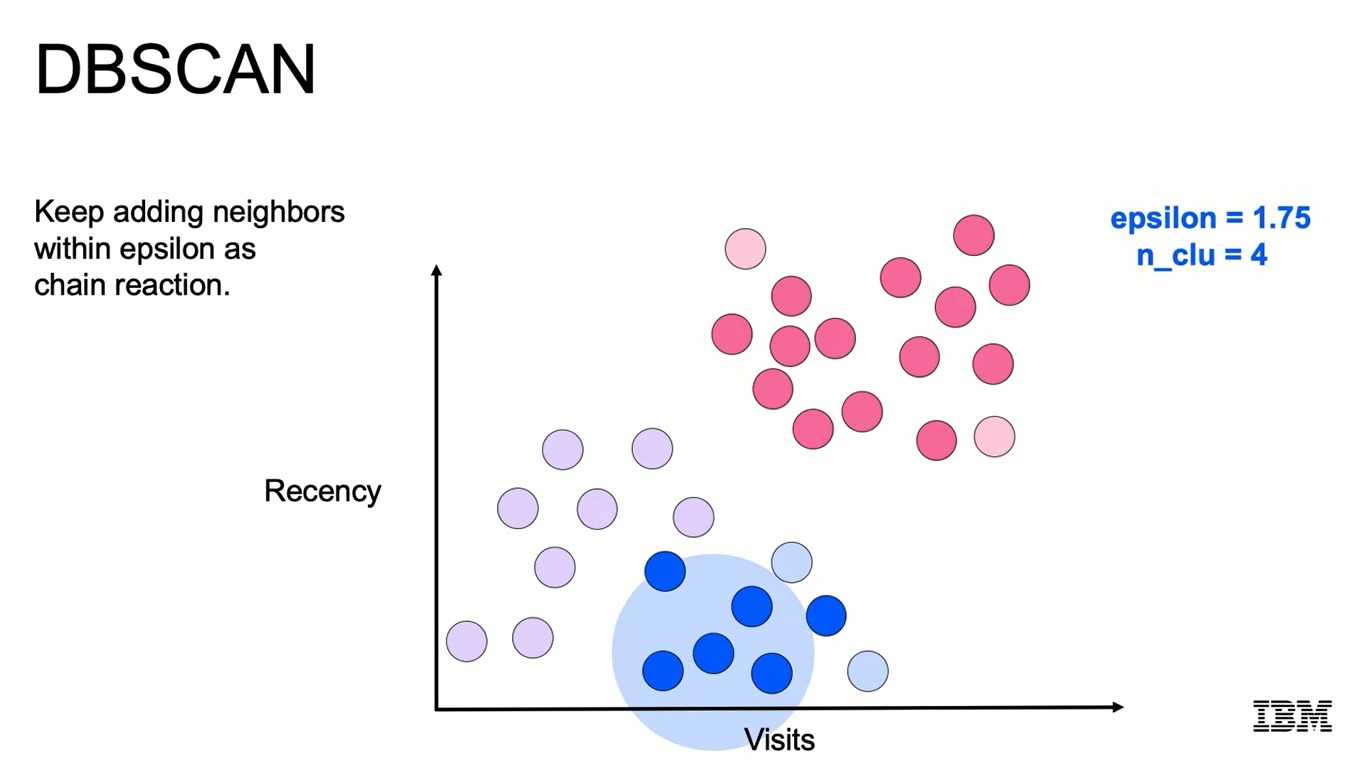 DBSCAN
Keep adding neighbors
within epsilon as
chain reaction.
epsilon = 1.75
n_clu = 4
Recency
Visits
IBM